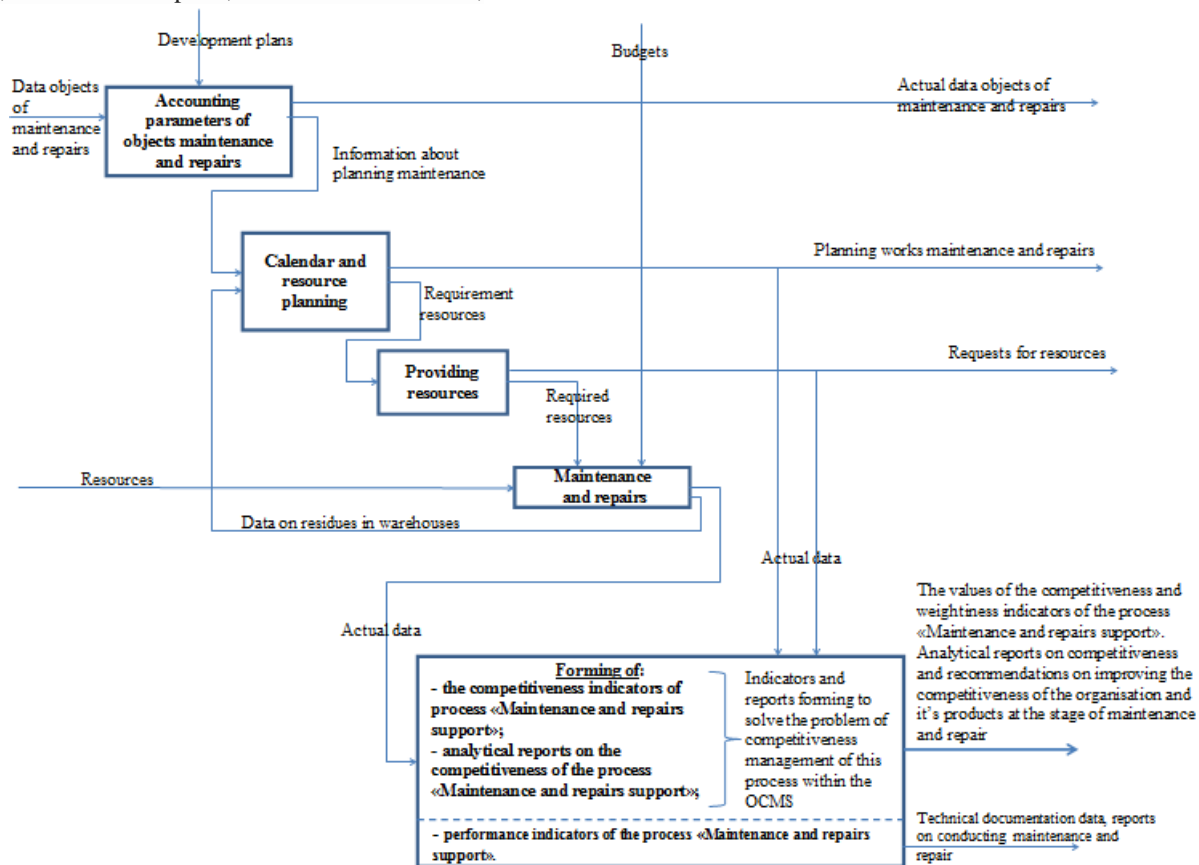 Development plans
Budgets
Data objects
of
maintenance
and repairs
Accounting
parameters of
objects maintenance
and repairs
Actual data objects of
maintenance and repairs
Information about
planning maintenance
Calendar and
resource
planning
Planning works maintenance and repairs
Requirement
resources
Providing
resources
Requests for resources
Required
resources
Resources
Maintenance
and repairs
Data on residues in warehouses
Actual data
Actual data
The values of the competitiveness and
weightiness indicators of the process
«Maintenance and repairs support».
Analytical reports on competitiveness
and recommendations on improving the
competitiveness of the organisation and
it's products at the stage of maintenance
and repair
Forming of:
– the competitiveness indicators of
process «Maintenance and repairs
support»;
– analytical reports on the
competitiveness of the process
«Maintenance and repairs support»;
Indicators and
reports forming to
solve the problem of
competitiveness
management of this
process within the
OCMS
– performance indicators of the process «Maintenance and repairs
support».
Technical documentation data, reports
on conducting maintenance and
repair